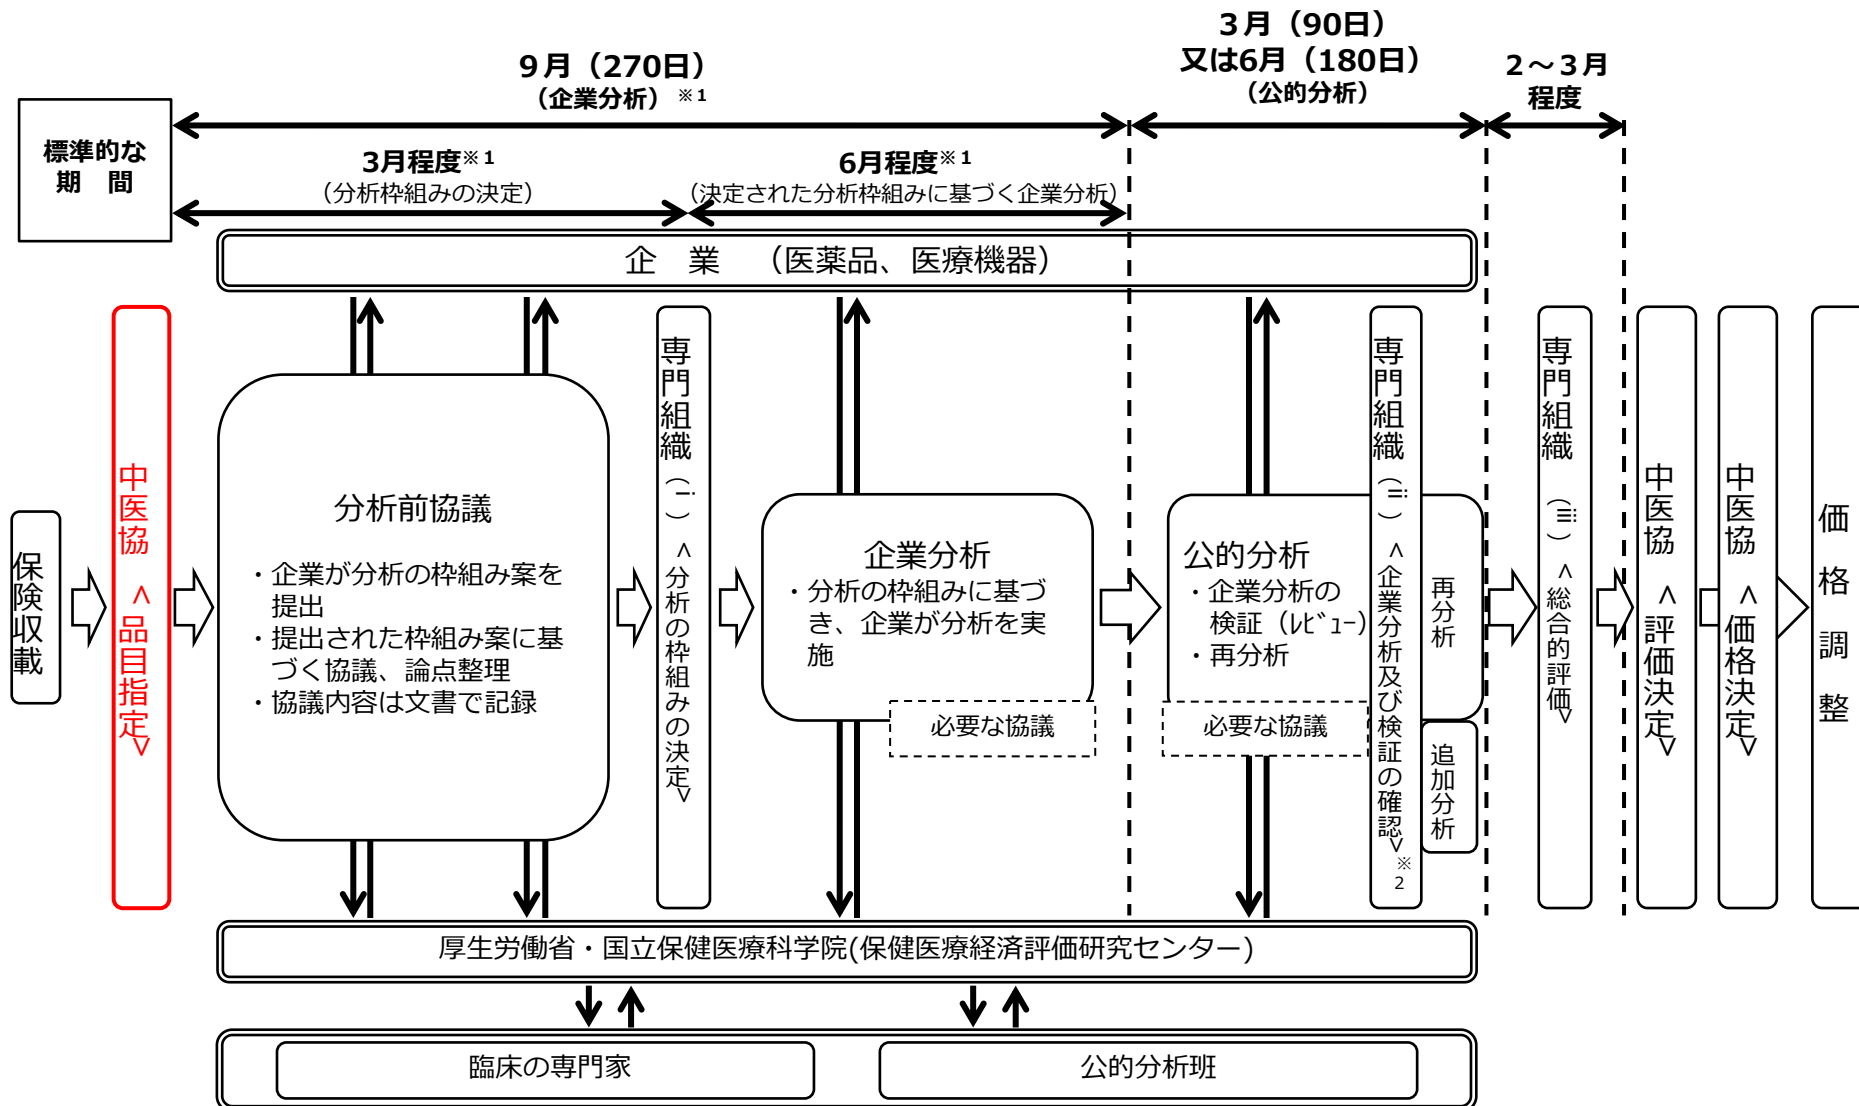 3月（90日）
9月（270日）
又は6月（180日）
2～3月
（企業分析）※1
（公的分析）
程度
標準的な
期　間
3月程度※1
6月程度※1
（分析枠組みの決定）
（決定された分析枠組みに基づく企業分析）
企　業　（医薬品、医療機器）
保険収載
中医協　<品目指定>
分析前協議
・企業が分析の枠組み案を
提出
・提出された枠組み案に基
づく協議、論点整理
・協議内容は文書で記録
専門組織（ⅰ）<分析の枠組みの決定>
企業分析
・分析の枠組みに基づ
き、企業が分析を実
施
必要な協議
公的分析
・企業分析の
検証（ﾚﾋﾞｭｰ）
・再分析
必要な協議
専門組織（ⅱ）<企業分析及び検証の確認>※2
再分析
追加分析
専門組織　（ⅲ）<総合的評価>
中医協　<評価決定>
中医協　<価格決定>
価格調整
厚生労働省・国立保健医療科学院(保健医療経済評価研究センター)
臨床の専門家
公的分析班